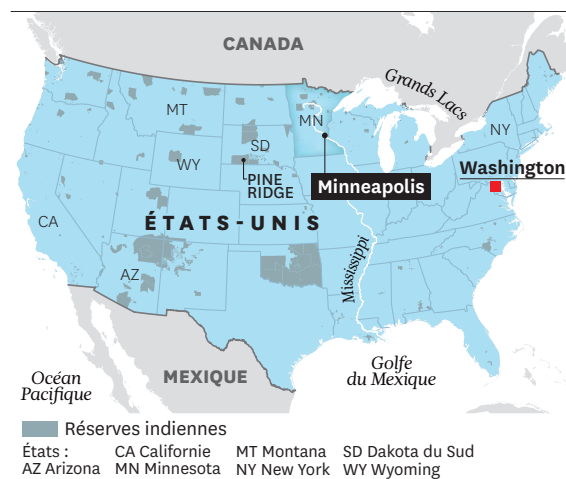 CANADA
Grands Lacs
MT
MN
NY
SD
WY
Washington
PINE
RIDGE
Minneapolis
CA
ÉTATS-UNIS
Mississippi
AZ
Golfe
du Mexique
Océan
Pacifique
MEXIQUE
Réserves indiennes
États :
CA Californie
MT Montana
SD Dakota du Sud
AZ Arizona
MN Minnesota
NY New York
WY Wyoming